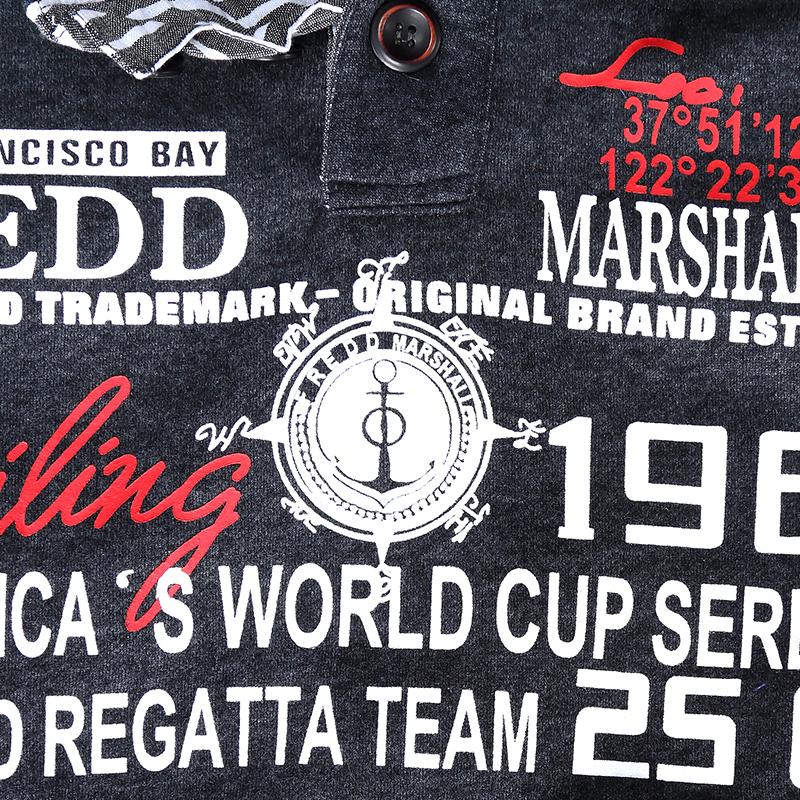 Loo.
37°51'12
122°22'3
NCISCO BAY
EDD
MARSHAL
D TRADEMARK – ORIGINAL BRAND EST
FREDD MARSHALL
iling
196
ICA 'S WORLD CUP SERI
D REGATTA TEAM 25